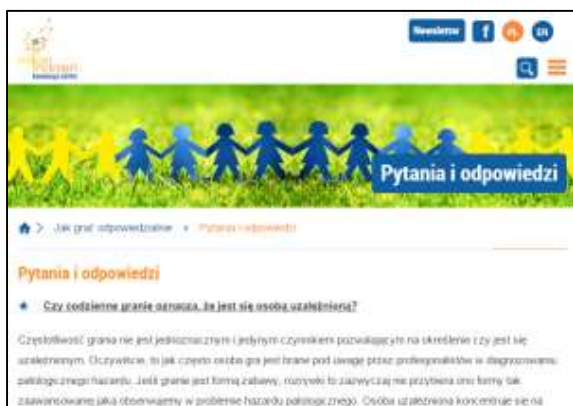 Newsletter
f
PL
EN
Pytania i odpowiedzi
Jak grać odpowiedzialnie
Pytania i odpowiedzi
Pytania i odpowiedzi
Czy codzienne granie oznacza, że jest się osobą uzależnioną?
Częstotliwość grania nie jest jednoznacznym i jedynym czynnikiem pozwalającym na określenie czy jest się
uzależnionym. Oczywiście, to jak często osoba gra jest brane pod uwagę przez profesjonalistów w diagnozowaniu
patologicznego hazardu. Jeśli granie jest formą zabawy, rozrywki to zazwyczaj nie przybiera ono formy tak
zaawansowanej jaką obserwujemy w problemie hazardu patologicznego. Osoba uzależniona koncentruje się na